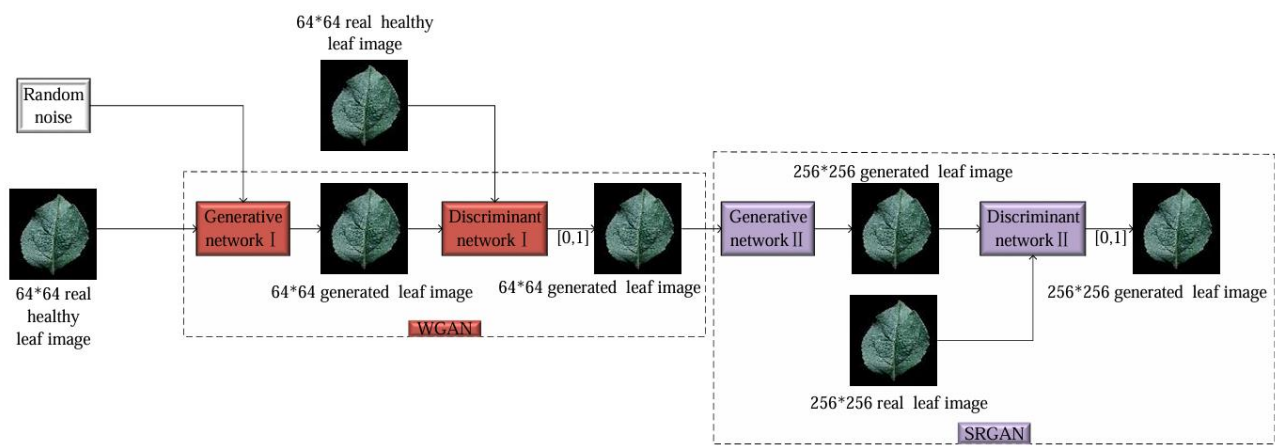 64*64 real healthy
leaf image
Random
noise
64*64 real
healthy
leaf image
Generative
network Ⅰ
64*64 generated leaf image
Discriminant
network Ⅰ
[0,1]
64*64 generated leaf image
WGAN
Generative
network Ⅱ
256*256 generated leaf image
Discriminant
network Ⅱ
[0,1]
256*256 generated leaf image
256*256 real leaf image
SRGAN